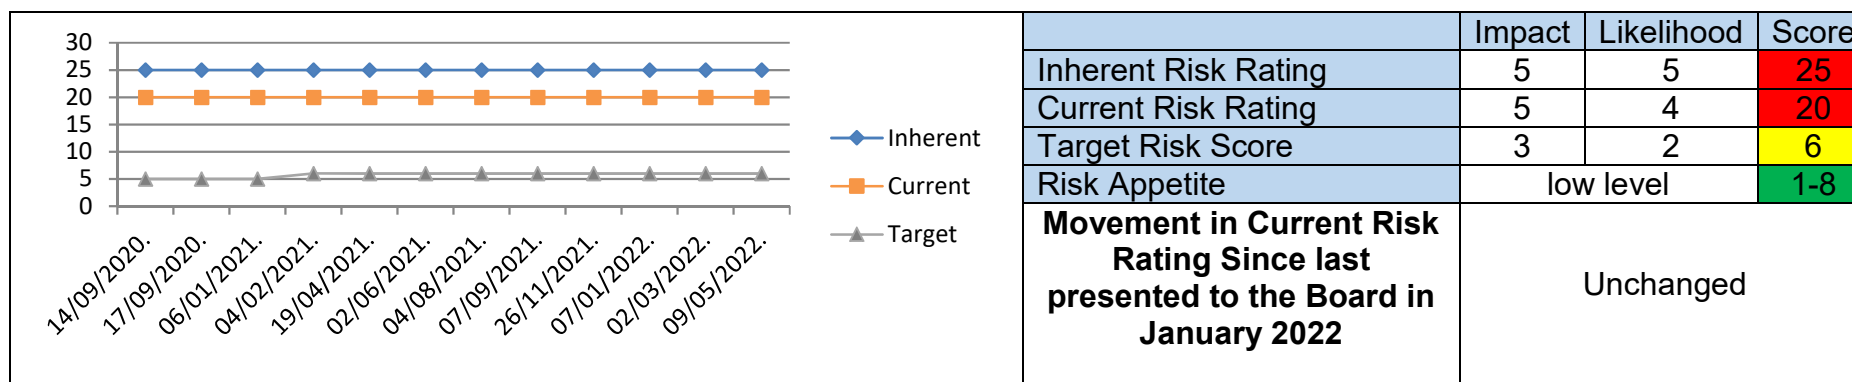 30
25
20
15
10
5
0
14/09/2020.
17/09/2020.
06/01/2021.
04/02/2021.
19/04/2021.
02/06/2021.
04/08/2021.
07/09/2021.
26/11/2021.
07/01/2022.
02/03/2022.
09/05/2022.
Inherent
Current
Target
Impact Likelihood Score
Inherent Risk Rating 5 5 25
Current Risk Rating 5 4 20
Target Risk Score 3 2 6
Risk Appetite low level 1-8
Movement in Current Risk
Rating Since last
presented to the Board in
January 2022
Unchanged